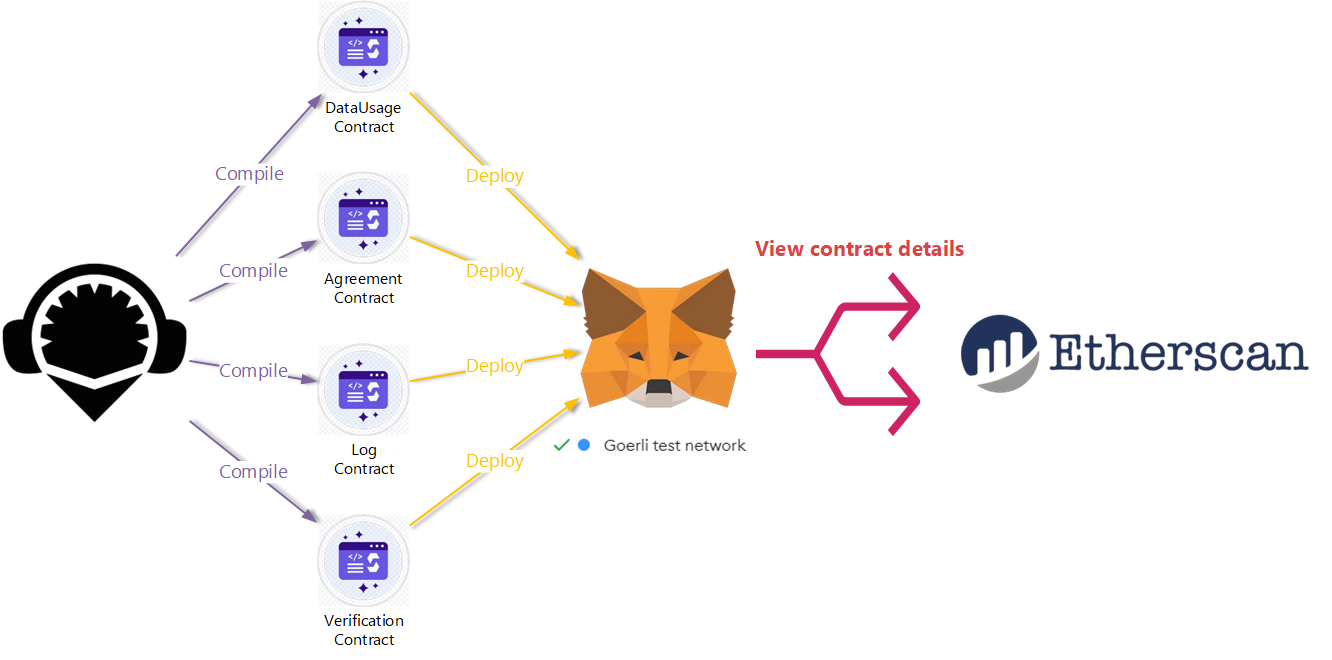 DataUsage
Contract
Compile
Deploy
Agreement
Contract
Compile
Deploy
View contract details
Log
Contract
Compile
Deploy
Etherscan
Goerli test network
Verification
Contract
Compile
Deploy